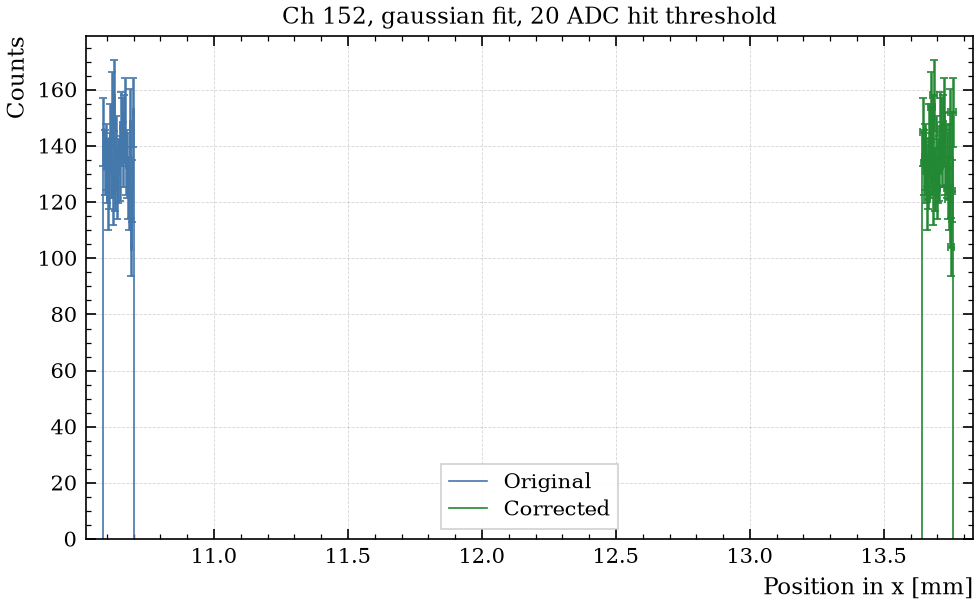 Ch 152, gaussian fit, 20 ADC hit threshold
Counts
160
140
120
100
80
60
40
20
0
Original
Corrected
11.0 11.5 12.0 12.5 13.0 13.5
Position in x [mm]